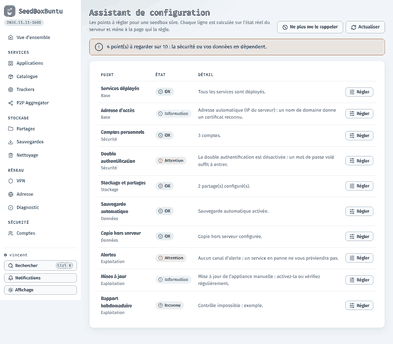 SeedBoxBuntu
Vue d'ensemble
SERVICES
Applications
Catalogue
Trackers
P2P Aggregator
STOCKAGE
Partages
Sauvegardes
Nettoyage
RÉSEAU
VPN
Adresse
Diagnostic
SÉCURITÉ
Comptes
vincent
Rechercher
Notifications
Affichage
Assistant de configuration
Les points à régler pour une seedbox sûre. Chaque ligne est calculée sur l'état réel du
serveur et mène à la page qui la règle.
Ne plus me le rappeler
Actualiser
4 point(s) à regarder sur 10 : la sécurité ou vos données en dépendent.
POINT ÉTAT DÉTAIL
Services déployés
Base
OK
Tous les services sont déployés.
Régler
Adresse d'accès
Base
Information
Adresse automatique (IP du serveur) : un nom de domaine donne
un certificat reconnu.
Régler
Comptes personnels
Sécurité
OK
3 comptes.
Régler
Double
authentification
Sécurité
Attention
La double authentification est désactivée : un mot de passe volé
suffit à entrer.
Régler
Stockages et partages
Stockage
OK
2 partage(s) configuré(s).
Régler
Sauvegarde
automatique
Données
OK
Sauvegarde automatique activée.
Régler
Copie hors serveur
Données
OK
Copie hors serveur configurée.
Régler
Alertes
Exploitation
Attention
Aucun canal d'alerte : un service en panne ne vous préviendra pas.
Régler
Mises à jour
Exploitation
Information
Mise à jour de l'appliance manuelle : activez-la ou vérifiez
régulièrement.
Régler
Rapport
hebdomadaire
Exploitation
Contrôle impossible : exemple.
Régler